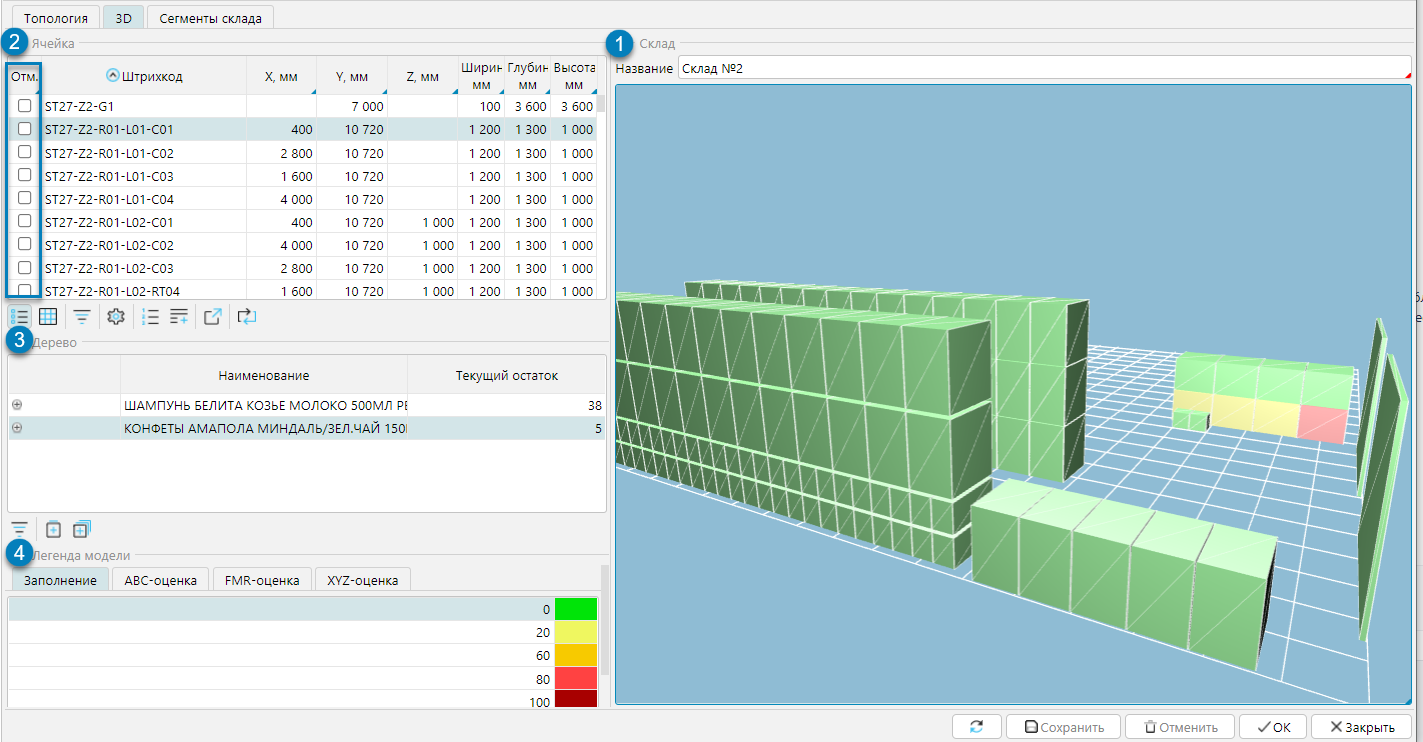 Топология 3D Сегменты склада
2 Ячейка
Отм. Штрихкод X, мм Y, мм Z, мм Ширин мм Глубин мм Высота мм
ST27-Z2-G1 7 000 100 3 600 3 600
ST27-Z2-R01-L01-C01 400 10 720 1 200 1 300 1 000
ST27-Z2-R01-L01-C02 2 800 10 720 1 200 1 300 1 000
ST27-Z2-R01-L01-C03 1 600 10 720 1 200 1 300 1 000
ST27-Z2-R01-L01-C04 4 000 10 720 1 200 1 300 1 000
ST27-Z2-R01-L02-C01 400 10 720 1 000 1 200 1 300 1 000
ST27-Z2-R01-L02-C02 4 000 10 720 1 000 1 200 1 300 1 000
ST27-Z2-R01-L02-C03 2 800 10 720 1 000 1 200 1 300 1 000
ST27-Z2-R01-L02-RT04 1 600 10 720 1 000 1 200 1 300 1 000
3 Дерево
Наименование Текущий остаток
ШАМПУНЬ БЕЛИТА КОЗЬЕ МОЛОКО 500МЛ 38
КОНФЕТЫ АМАПОЛА МИНДАЛЬ/ЗЕЛ.ЧАЙ 5
4 Легенда модели
Заполнение ABC-оценка FMR-оценка XYZ-оценка
0
20
60
80
100
1 Склад
Название Склад №2
Сохранить Отменить OK Закрыть